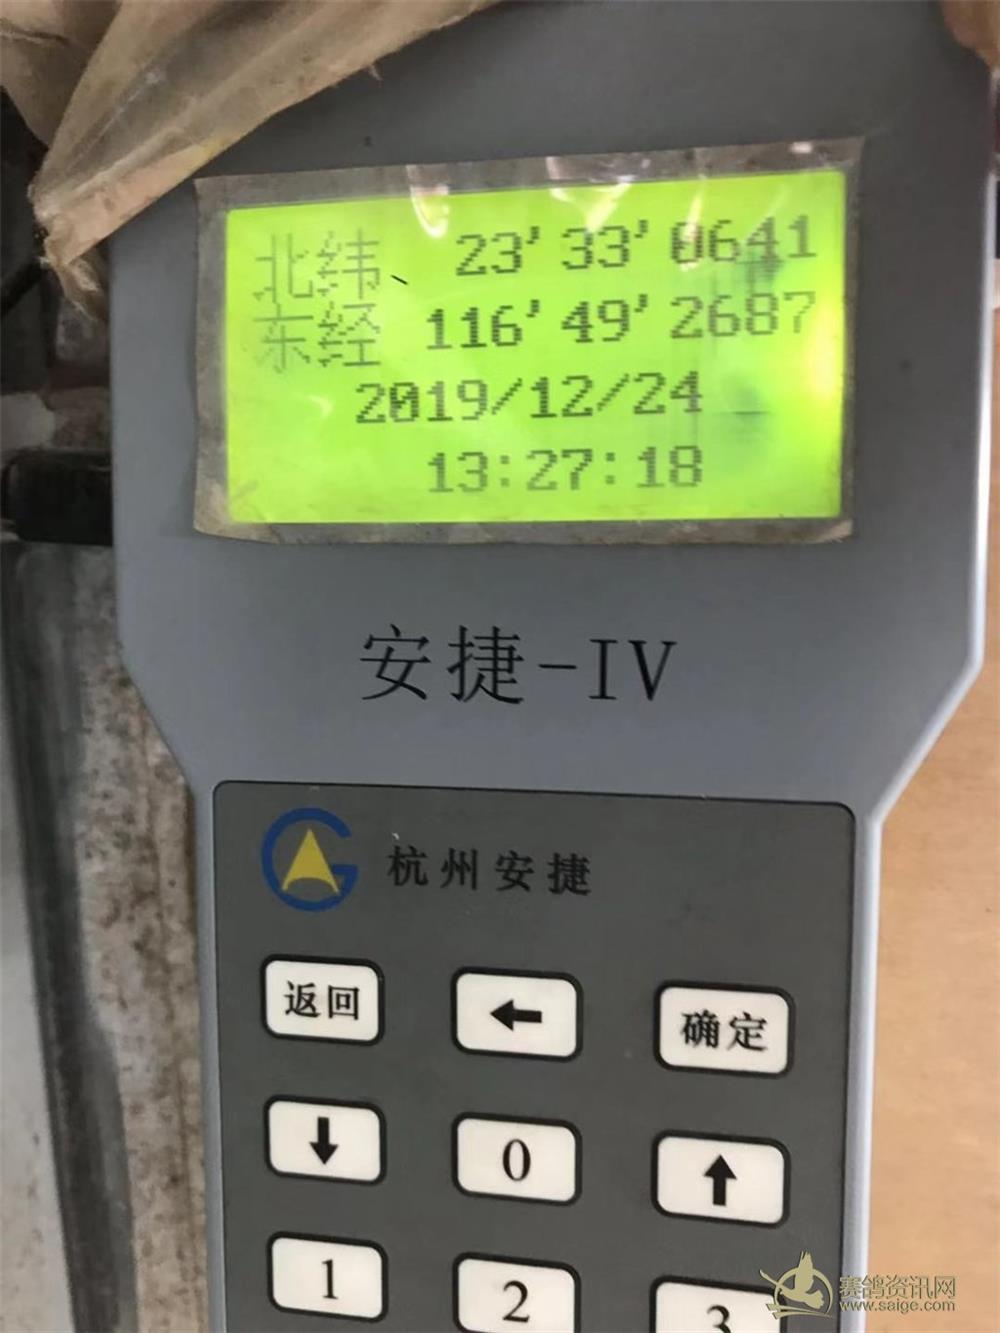 北纬 23' 33' 0641
东经 116' 49' 2687
2019/12/24
13:27:18
安捷-IV
杭州安捷
返回 ← 确定
↓ 0 ↑
1 2 3
赛鸽资讯网
www.saige.com